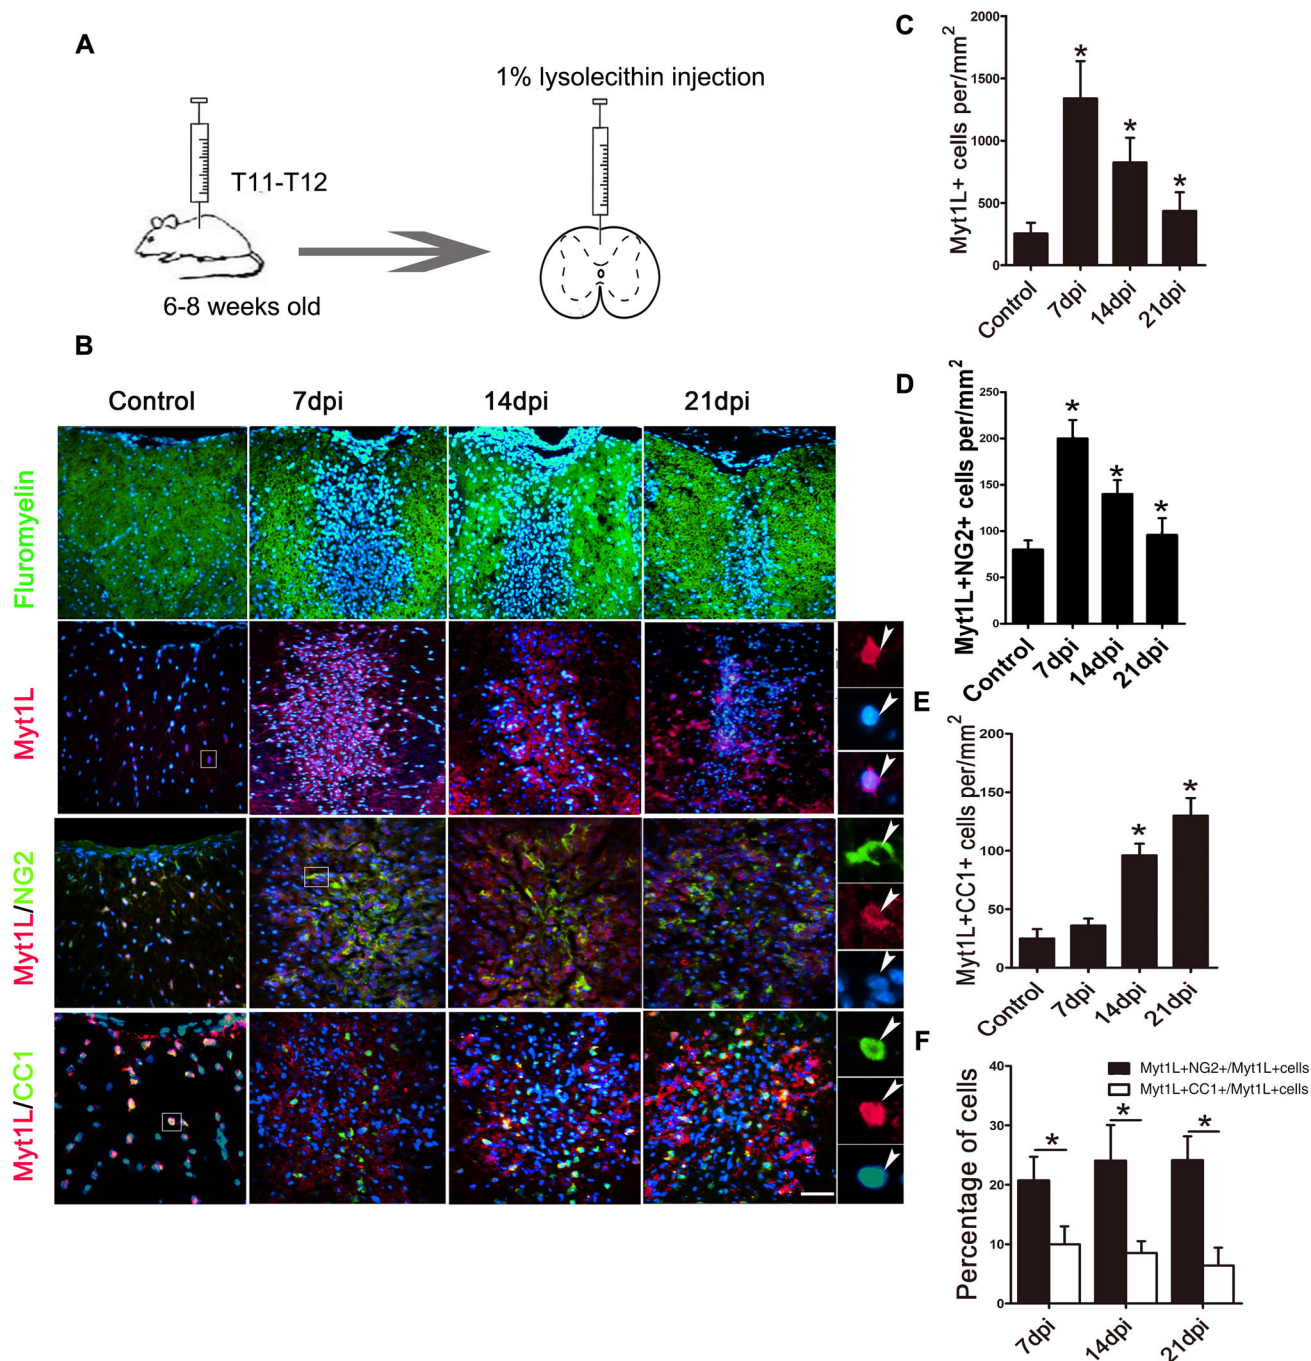 A
1% lysolecithin injection
T11-T12
6-8 weeks old
B
Control 7dpi 14dpi 21dpi
Fluromyelin
Myt1L
Myt1L/NG2
Myt1L/CC1
C
Myt1L+ cells per/mm²
2000
1500
1000
500
0
* * *
Control 7dpi 14dpi 21dpi
D
Myt1L+NG2+ cells per/mm²
250
200
150
100
50
0
* * *
Control 7dpi 14dpi 21dpi
E
Myt1L+CC1+ cells per/mm²
200
150
100
50
0
* *
Control 7dpi 14dpi 21dpi
F
Percentage of cells
40
30
20
10
0
Myt1L+NG2+/Myt1L+cells
Myt1L+CC1+/Myt1L+cells
* * *
7dpi 14dpi 21dpi